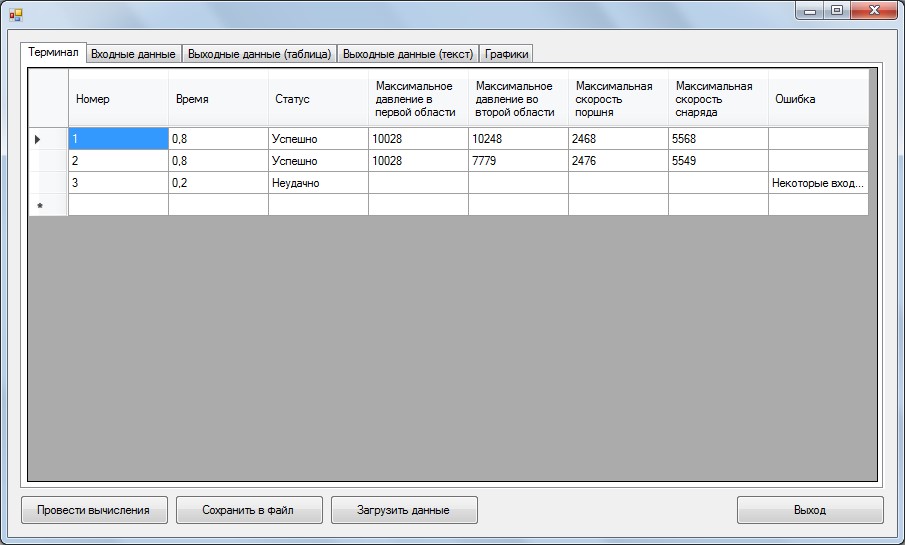 Терминал Входные данные Выходные данные (таблица) Выходные данные (текст) Графики
Номер Время Статус Максимальное давление в первой области Максимальное давление во второй области Максимальная скорость поршня Максимальная скорость снаряда Ошибка
1 0,8 Успешно 10028 10248 2468 5568
2 0,8 Успешно 10028 7779 2476 5549
3 0,2 Неудачно Некоторые вход...
Провести вычисления Сохранить в файл Загрузить данные Выход